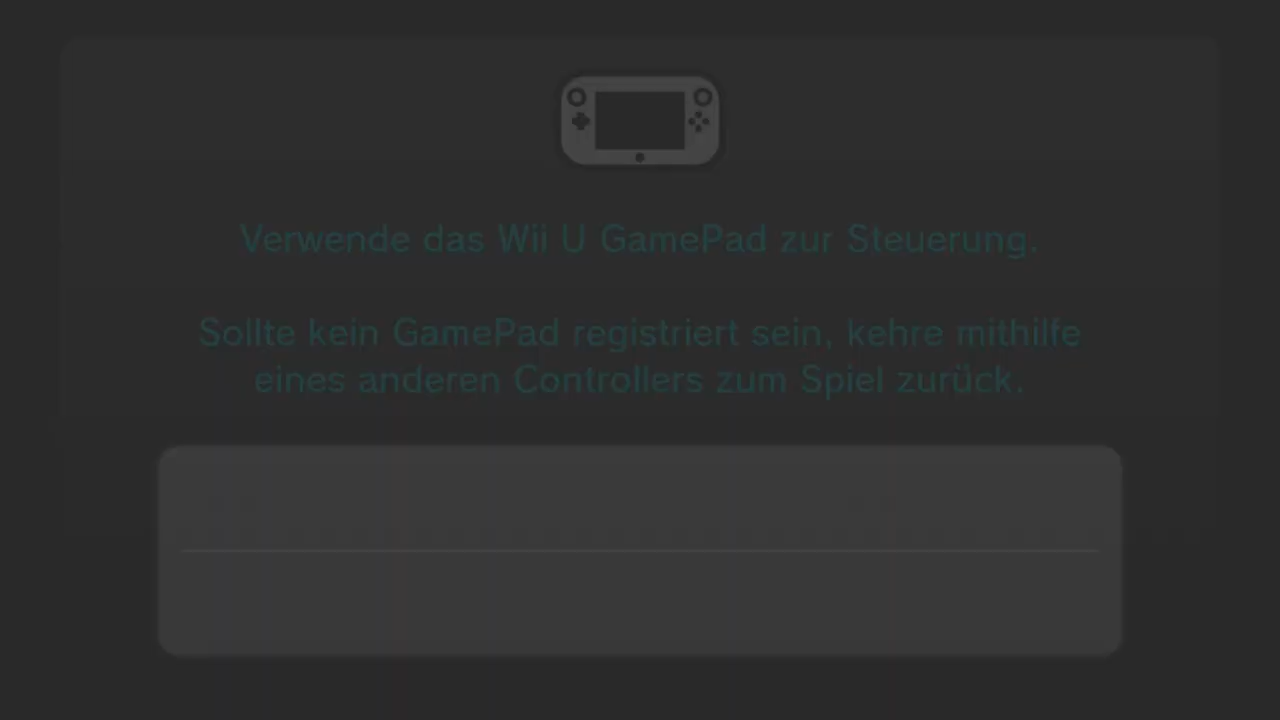 Verwende das Wii U GamePad zur Steuerung.
Sollte kein GamePad registriert sein, kehre mithilfe
eines anderen Controllers zum Spiel zurück.